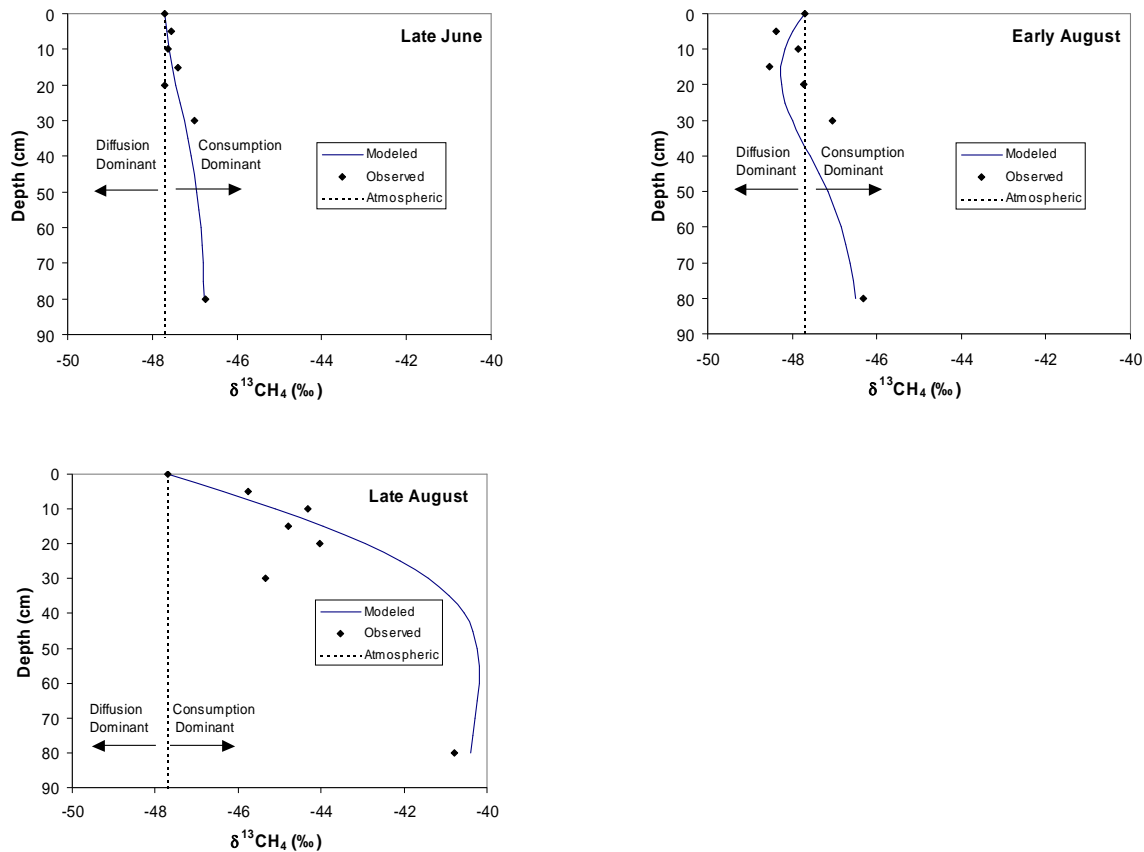 Late June
0
10
20
30
40
50
60
70
80
90
Depth (cm)
Diffusion
Dominant
Consumption
Dominant
Modeled
Observed
Atmospheric
-50 -48 -46 -44 -42 -40
δ¹³CH₄ (‰)
Early August
0
10
20
30
40
50
60
70
80
90
Depth (cm)
Diffusion
Dominant
Consumption
Dominant
Modeled
Observed
Atmospheric
-50 -48 -46 -44 -42 -40
δ¹³CH₄ (‰)
Late August
0
10
20
30
40
50
60
70
80
90
Depth (cm)
Modeled
Observed
Atmospheric
Diffusion
Dominant
Consumption
Dominant
-50 -48 -46 -44 -42 -40
δ¹³CH₄ (‰)